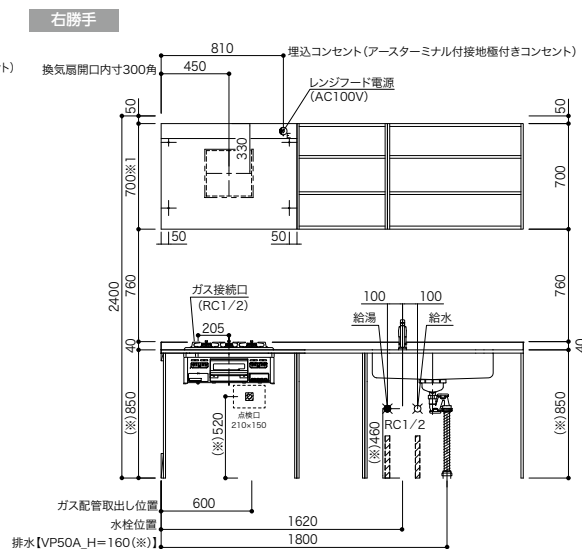 右勝手
810
埋込コンセント(アースターミナル付接地極付きコンセント)
ト)
換気扇開口内寸300角
450
レンジフード電源
(AC100V)
50
50
330
700※1
700
50
50
2400
760
760
ガス接続口
(RC1/2)
205
100
100
給湯
給水
40
40
点検口
210×150
(※)850
(※)520
(※)460
RC1/2
(※)850
ガス配管取出し位置
600
水栓位置
1620
排水【VP50A_H=160(※)】
1800